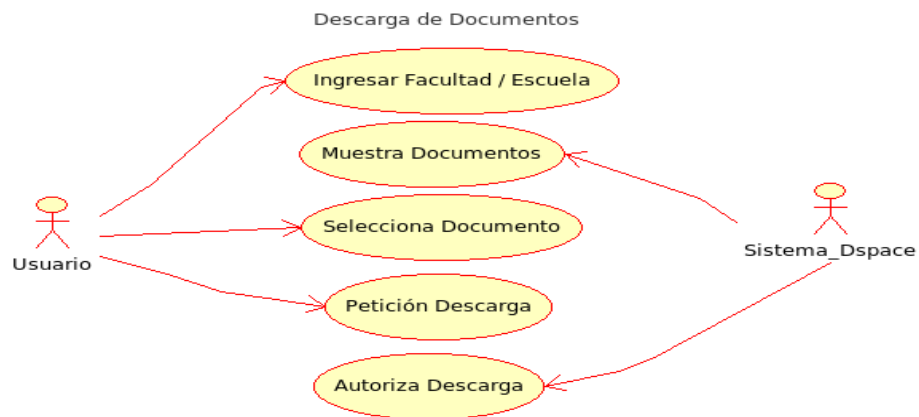 Descarga de Documentos
Ingresar Facultad / Escuela
Muestra Documentos
Selecciona Documento
Usuario
Sistema_Dspace
Petición Descarga
Autoriza Descarga